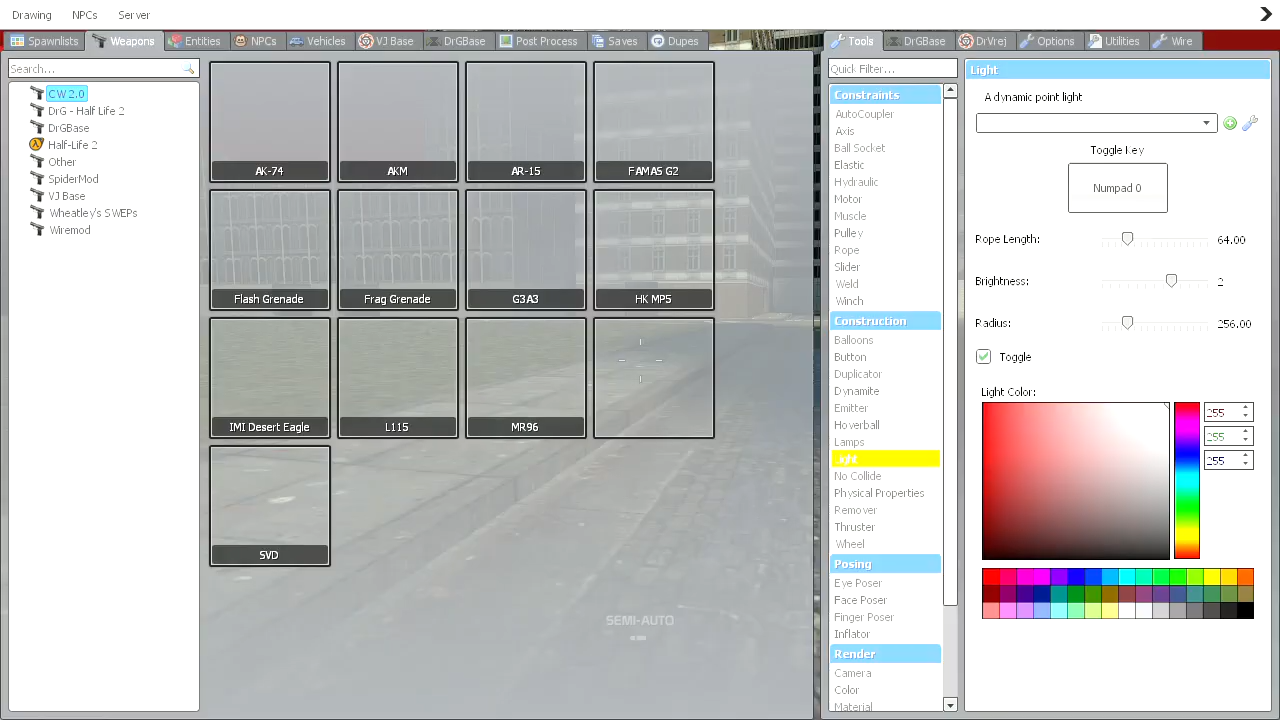 Drawing NPCs Server
Spawnlists Weapons Entities NPCs Vehicles VJ Base DrGBase Post Process Saves Dupes
Tools DrGBase DrVrej Options Utilities Wire
Search...
CW 2.0
DrG - Half Life 2
DrGBase
Half-Life 2
Other
SpiderMod
VJ Base
Wheatley's SWEPs
Wiremod
AK-74 AKM AR-15 FAMAS G2
Flash Grenade Frag Grenade G3A3 HK MP5
IMI Desert Eagle L115 MR96
SVD
SEMI-AUTO
Quick Filter...
Constraints
AutoCoupler
Axis
Ball Socket
Elastic
Hydraulic
Motor
Muscle
Pulley
Rope
Slider
Weld
Winch
Construction
Balloons
Button
Duplicator
Dynamite
Emitter
Hoverball
Lamps
Light
No Collide
Physical Properties
Remover
Thruster
Wheel
Posing
Eye Poser
Face Poser
Finger Poser
Inflator
Render
Camera
Color
Material
Light
A dynamic point light
Toggle Key
Numpad 0
Rope Length: 64.00
Brightness: 2
Radius: 256.00
Toggle
Light Color:
255
255
255